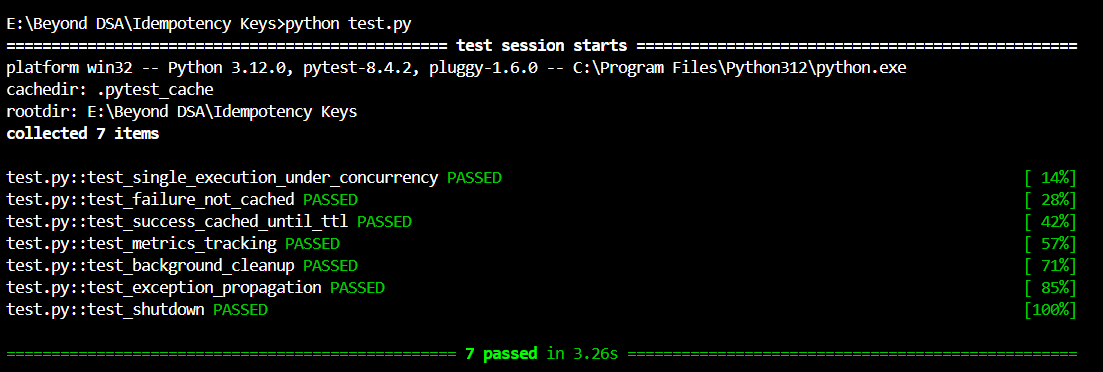 E:\Beyond DSA\Idempotency Keys>python test.py
================================================= test session starts =================================================
platform win32 -- Python 3.12.0, pytest-8.4.2, pluggy-1.6.0 -- C:\Program Files\Python312\python.exe
cachedir: .pytest_cache
rootdir: E:\Beyond DSA\Idempotency Keys
collected 7 items
test.py::test_single_execution_under_concurrency PASSED [ 14%]
test.py::test_failure_not_cached PASSED [ 28%]
test.py::test_success_cached_until_ttl PASSED [ 42%]
test.py::test_metrics_tracking PASSED [ 57%]
test.py::test_background_cleanup PASSED [ 71%]
test.py::test_exception_propagation PASSED [ 85%]
test.py::test_shutdown PASSED [100%]
================================================== 7 passed in 3.26s ==================================================